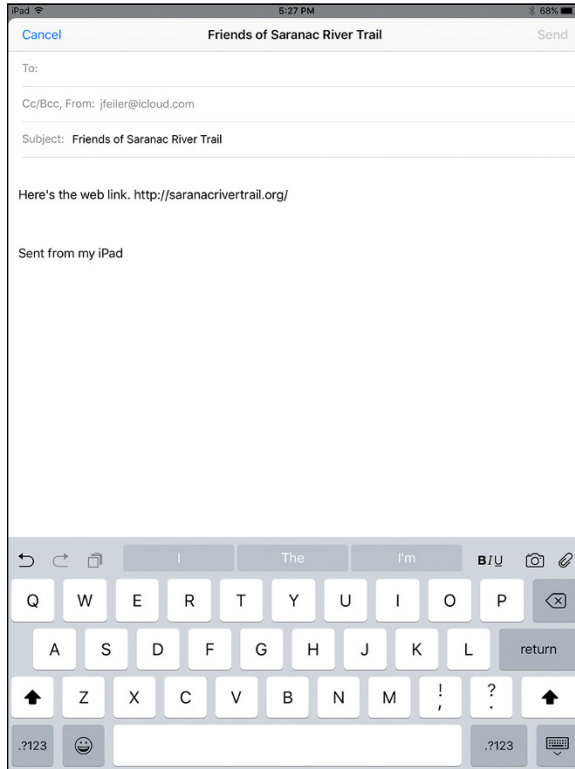 iPad 5:27 PM 68%
Cancel Friends of Saranac River Trail Send
To:
Cc/Bcc, From: jfeiler@icloud.com
Subject: Friends of Saranac River Trail
Here's the web link. http://saranacrivertrail.org/
Sent from my iPad
I The I'm BIU
Q W E R T Y U I O P
A S D F G H J K L return
Z X C V B N M ! , ? .
.?123 .?123